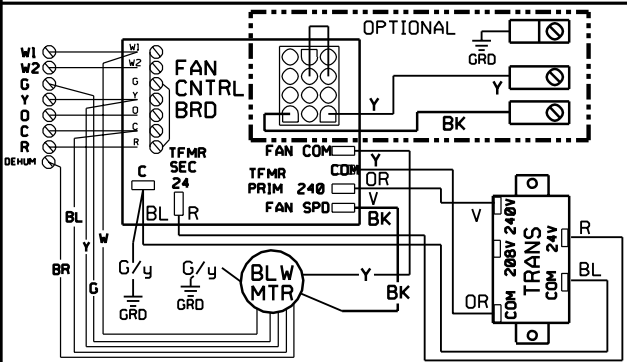 OPTIONAL
GRD
Y
Y
BK
W1
W2
G
Y
O
C
R
DEHUM
W1
W2
G
Y
O
C
R
FAN
CNTRL
BRD
TFMR
SEC
24
C
BL
R
FAN COM
COM
TFMR
PRIM 240
FAN SPD
Y
OR
V
BK
BL
W
Y
G
BR
G/y
GRD
G/y
GRD
BLW
MTR
Y
BK
V
OR
240V
208V
COM
TRANS
24V
COM
R
BL